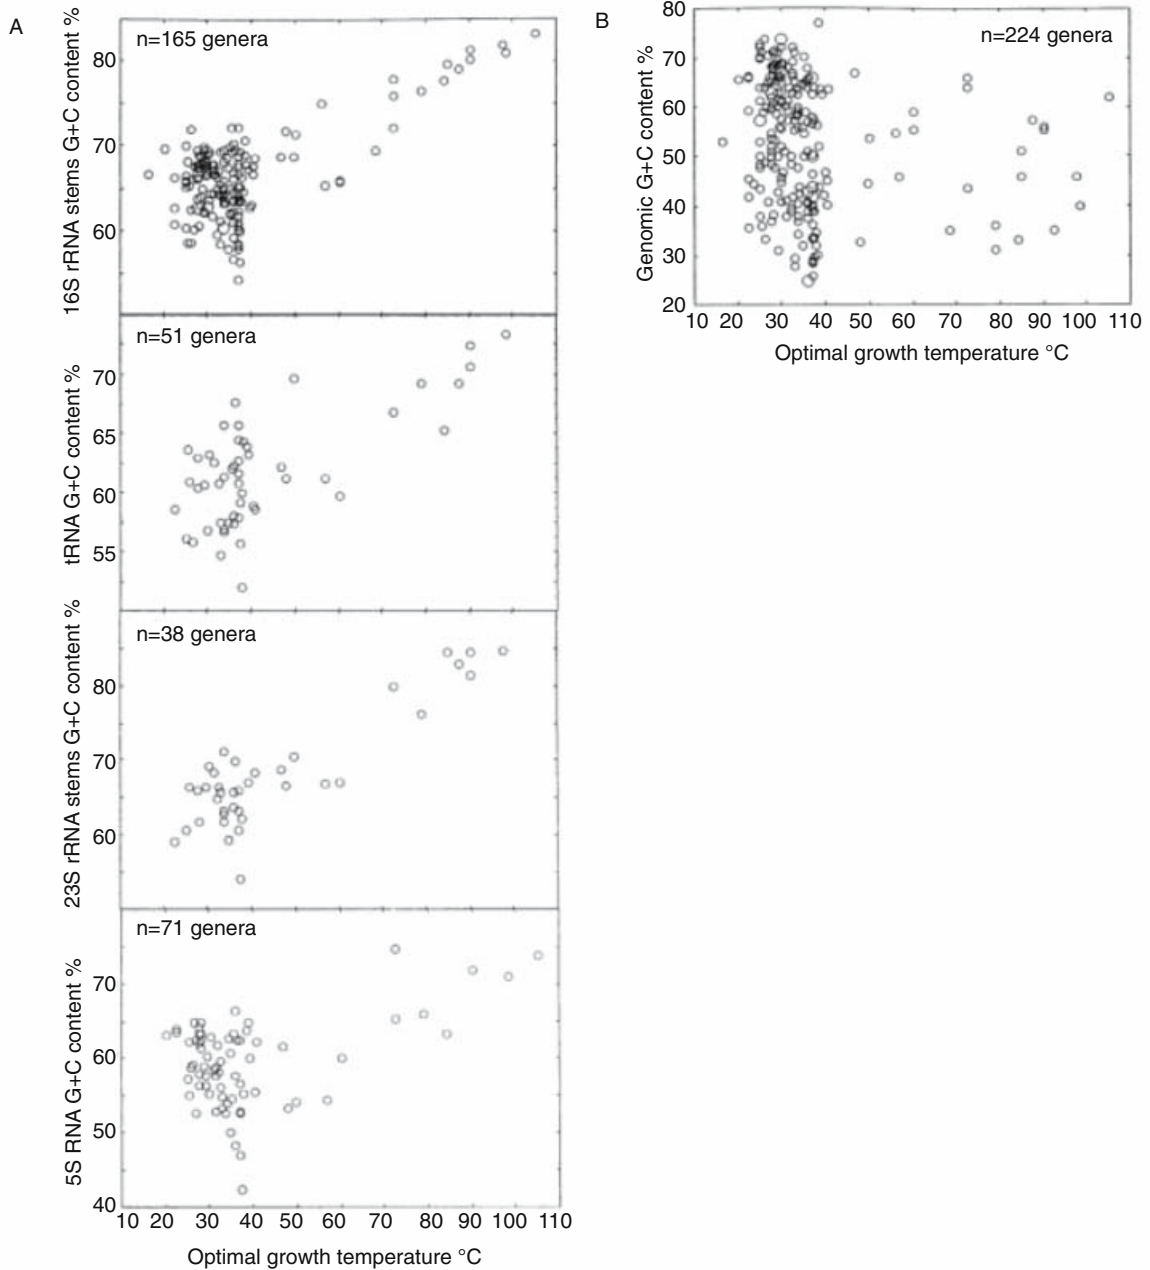 A
n=165 genera
16S rRNA stems G+C content %
80
70
60
n=51 genera
tRNA G+C content %
70
65
60
55
n=38 genera
23S rRNA stems G+C content %
80
70
60
n=71 genera
5S RNA G+C content %
70
60
50
40
10 20 30 40 50 60 70 80 90 100 110
Optimal growth temperature °C
B
n=224 genera
Genomic G+C content %
80
70
60
50
40
30
20
10 20 30 40 50 60 70 80 90 100 110
Optimal growth temperature °C